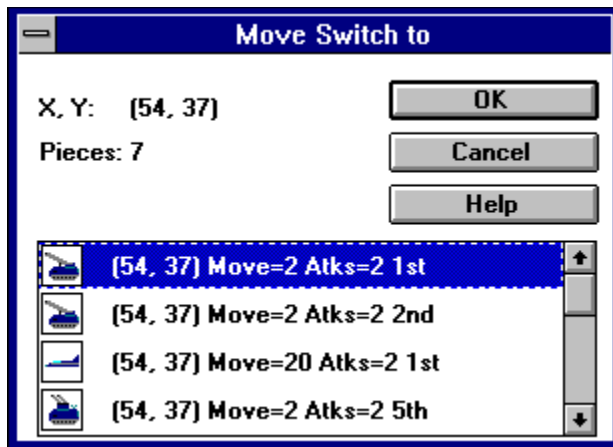 Move Switch to
X, Y: (54, 37)
OK
Pieces: 7
Cancel
Help
(54, 37) Move=2 Atks=2 1st
(54, 37) Move=2 Atks=2 2nd
(54, 37) Move=20 Atks=2 1st
(54, 37) Move=2 Atks=2 5th